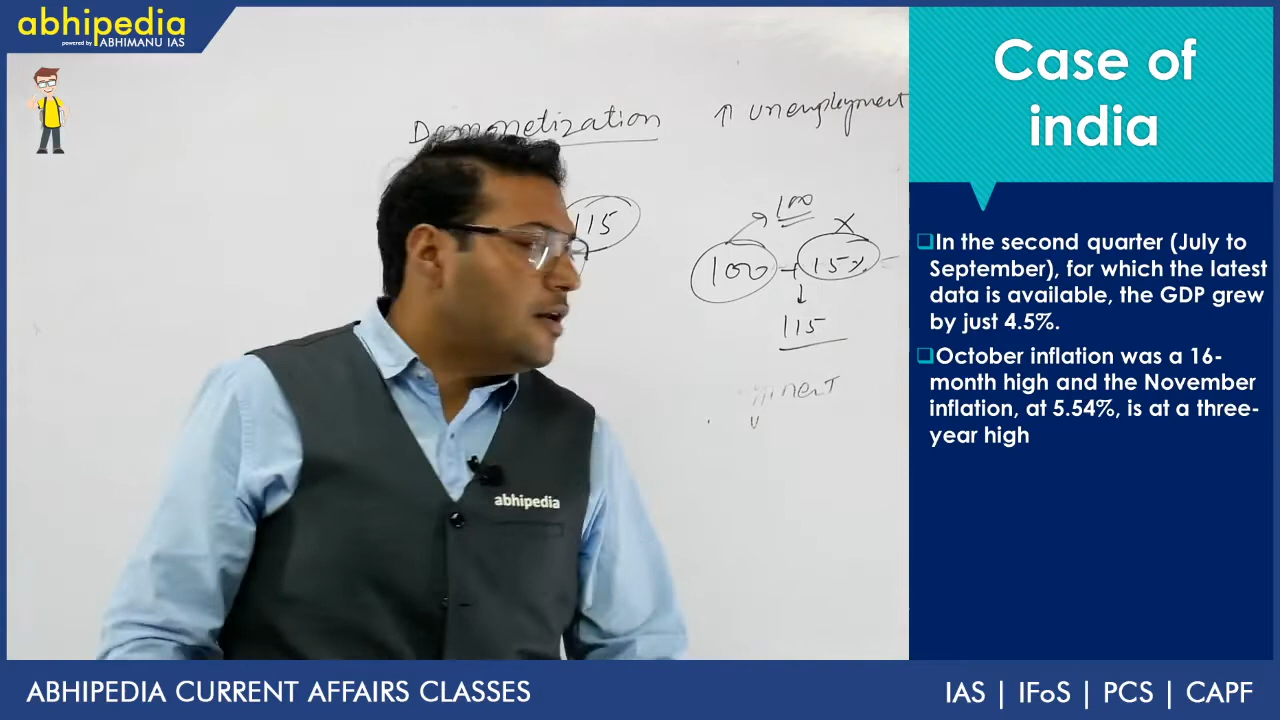 abhipedia
powered by ABHIMANU IAS
Demonetization ↑ unemployment
115
100
100 + 15%
X
115
Case of
india
In the second quarter (July to
September), for which the latest
data is available, the GDP grew
by just 4.5%.
October inflation was a 16-
month high and the November
inflation, at 5.54%, is at a three-
year high
abhipedia
ABHIPEDIA CURRENT AFFAIRS CLASSES
IAS | IFoS | PCS | CAPF